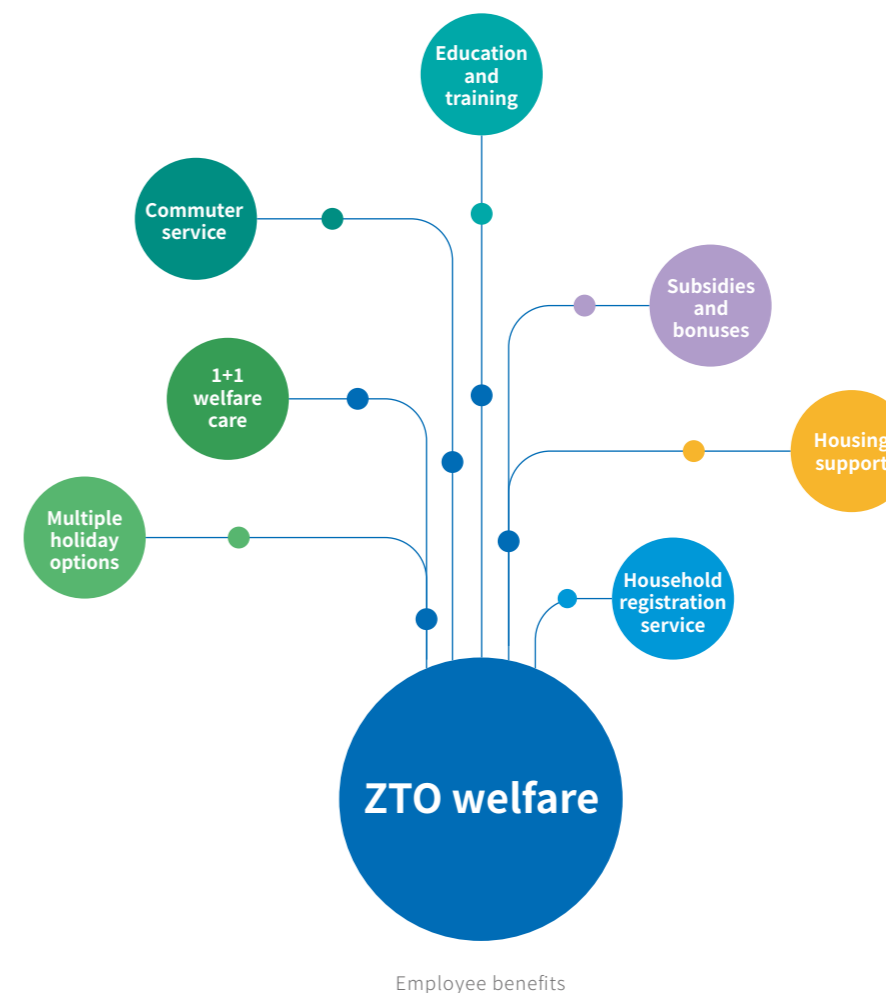 Education
and
training
Commuter
service
Subsidies
and
bonuses
1+1
welfare
care
Housing
support
Multiple
holiday
options
Household
registration
service
ZTO welfare
Employee benefits